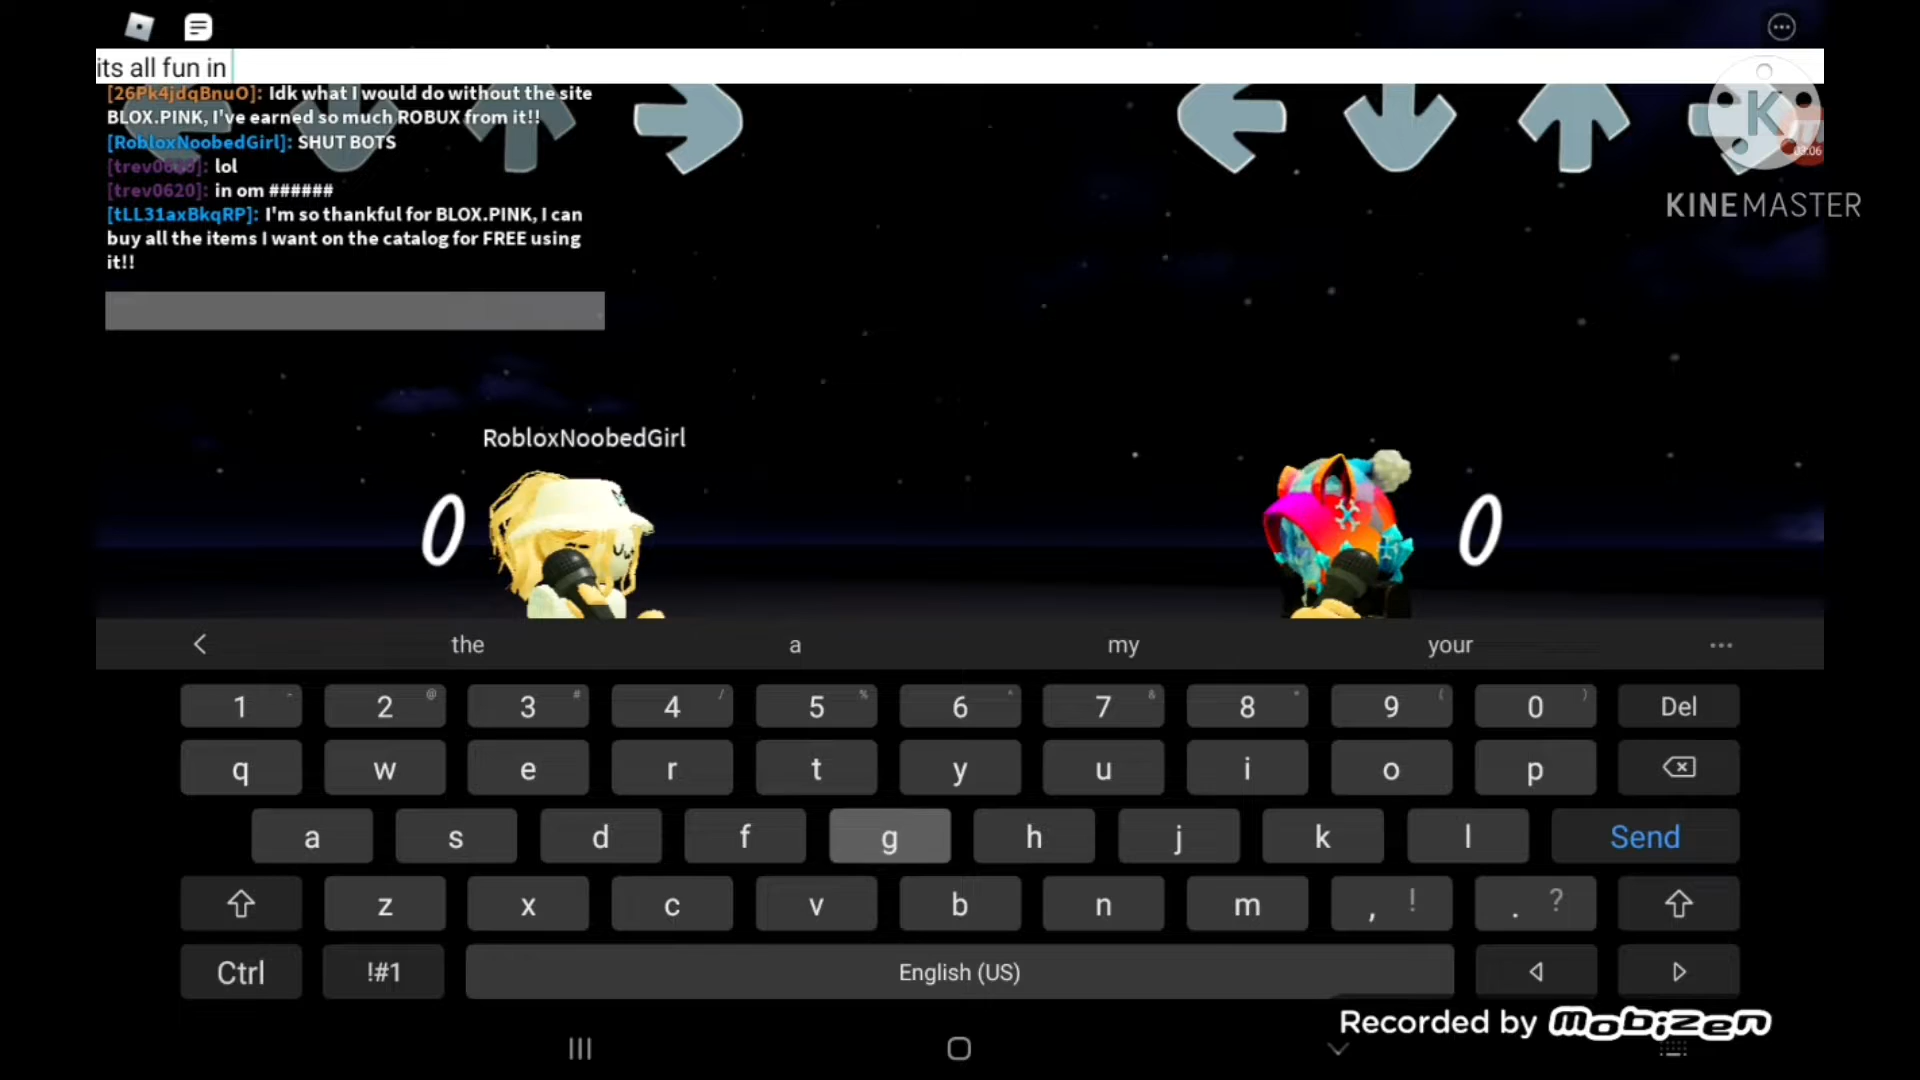 its all fun in
[26Pk4jdqBnuO]: Idk what I would do without the site
BLOX.PINK, I've earned so much ROBUX from it!!
[RobloxNoobedGirl]: SHUT BOTS
[trev0620]: lol
[trev0620]: in om ######
[tLL31axBkqRP]: I'm so thankful for BLOX.PINK, I can
buy all the items I want on the catalog for FREE using
it!!
K
03:06
KINEMASTER
RobloxNoobedGirl
0
0
the a my your
1 - 2 @ 3 # 4 / 5 % 6 ^ 7 & 8 * 9 ( 0 ) Del
q w e r t y u i o p
a s d f g h j k l Send
z x c v b n m , ! . ?
Ctrl !#1 English (US)
Recorded by mobizen